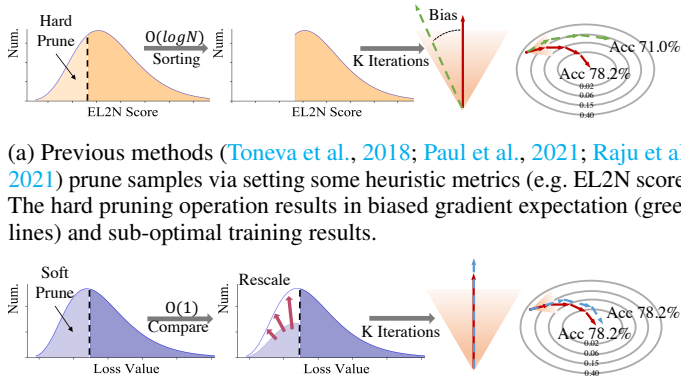 Hard
Prune
Num.
EL2N Score
O(logN)
Sorting
Num.
EL2N Score
K Iterations
Bias
Acc 71.0%
Acc 78.2%
0.02
0.06
0.15
0.40
(a) Previous methods (Toneva et al., 2018; Paul et al., 2021; Raju et al
2021) prune samples via setting some heuristic metrics (e.g. EL2N score
The hard pruning operation results in biased gradient expectation (gree
lines) and sub-optimal training results.
Soft
Prune
Num.
Loss Value
O(1)
Compare
Num.
Rescale
Loss Value
K Iterations
Acc 78.2%
Acc 78.2%
0.02
0.06
0.15
0.40